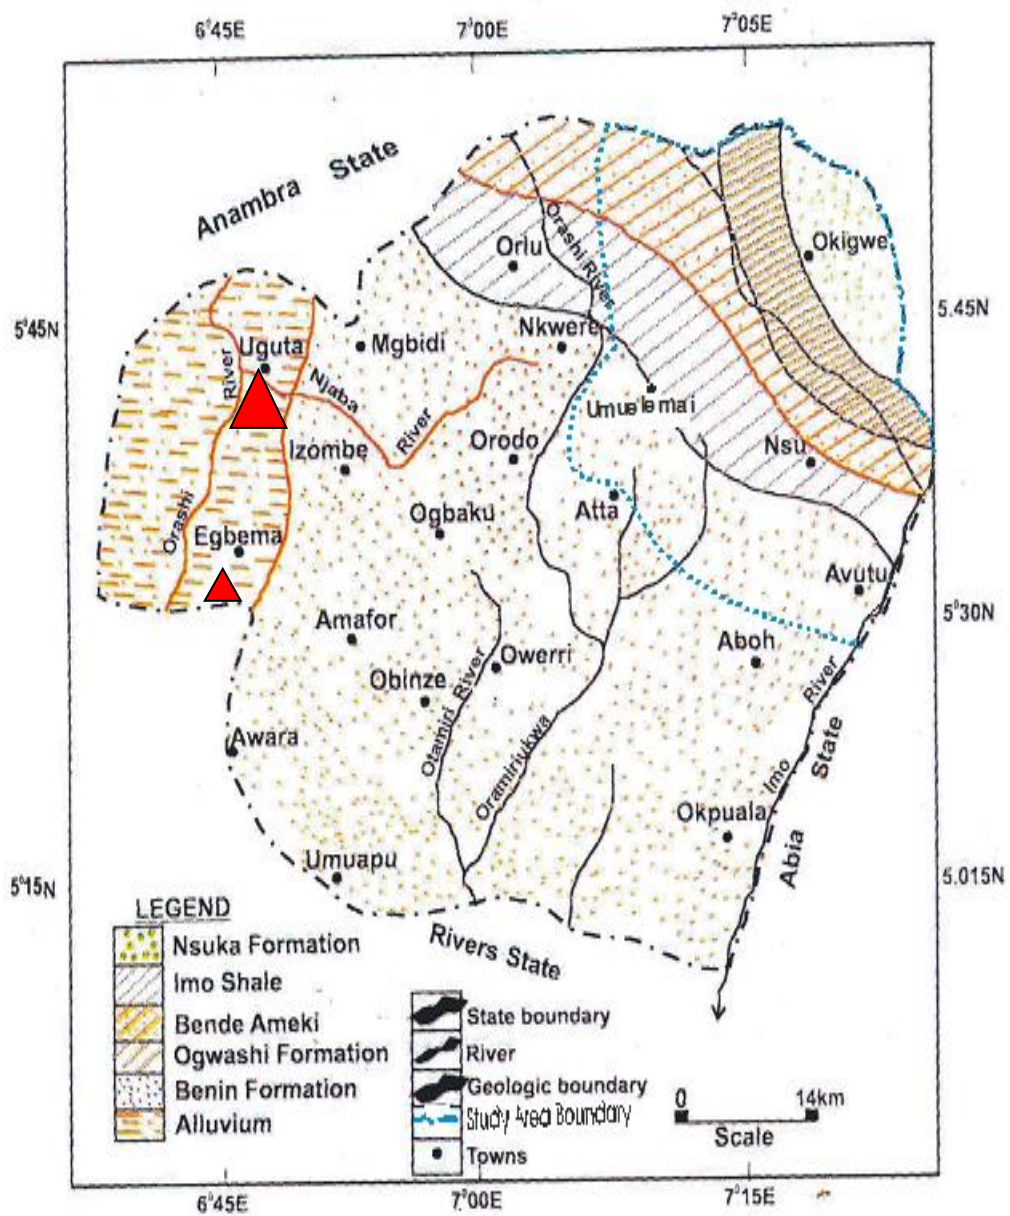 6°45E
7°00E
7°05E
Anambra State
Okigwe
Orlu
Orashi River
5.45N
5°45N
Nkwere
Uguta
Mgbidi
River
Njaba
River
Umue'lemai
Izombe
Orodo
Nsu
Orashi
Ogbaku
Atta
Egbema
Avutu
5°30N
Amafor
Aboh
Owerri
Obinze
River
Otamiri River
Awara
Oramiriukwa
Imo
State
Okpuala
Abia
Umuapu
5°15N
5.015N
LEGEND
Rivers State
Nsuka Formation
Imo Shale
Bende Ameki
Ogwashi Formation
Benin Formation
Alluvium
State boundary
River
Geologic boundary
Study Area Boundary
Towns
0 14km
Scale
6°45E
7°00E
7°15E